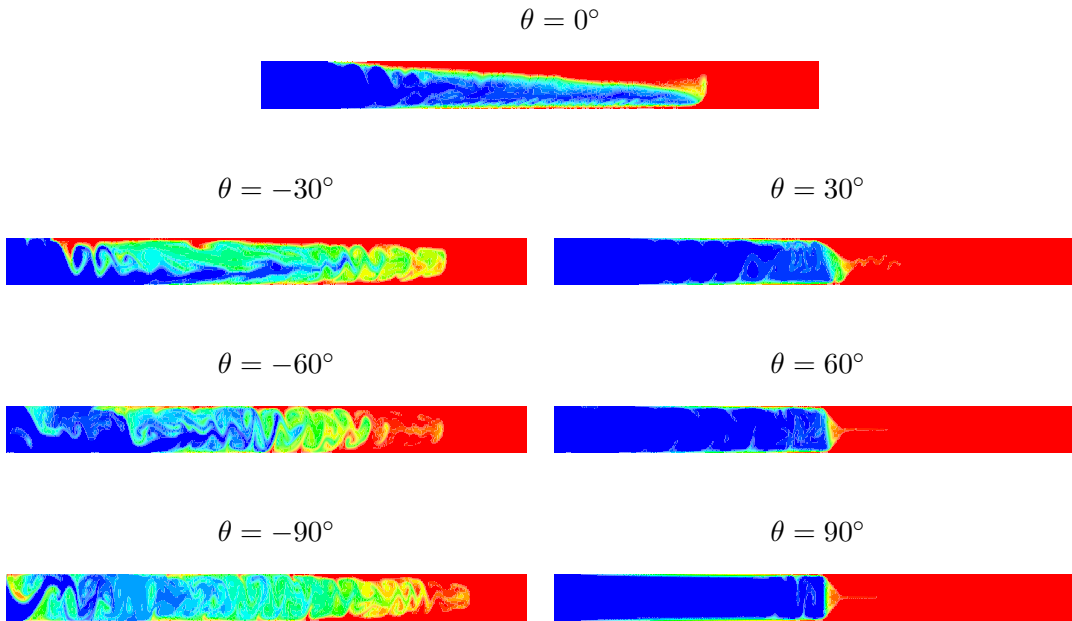 θ = 0°
θ = −30°
θ = 30°
θ = −60°
θ = 60°
θ = −90°
θ = 90°